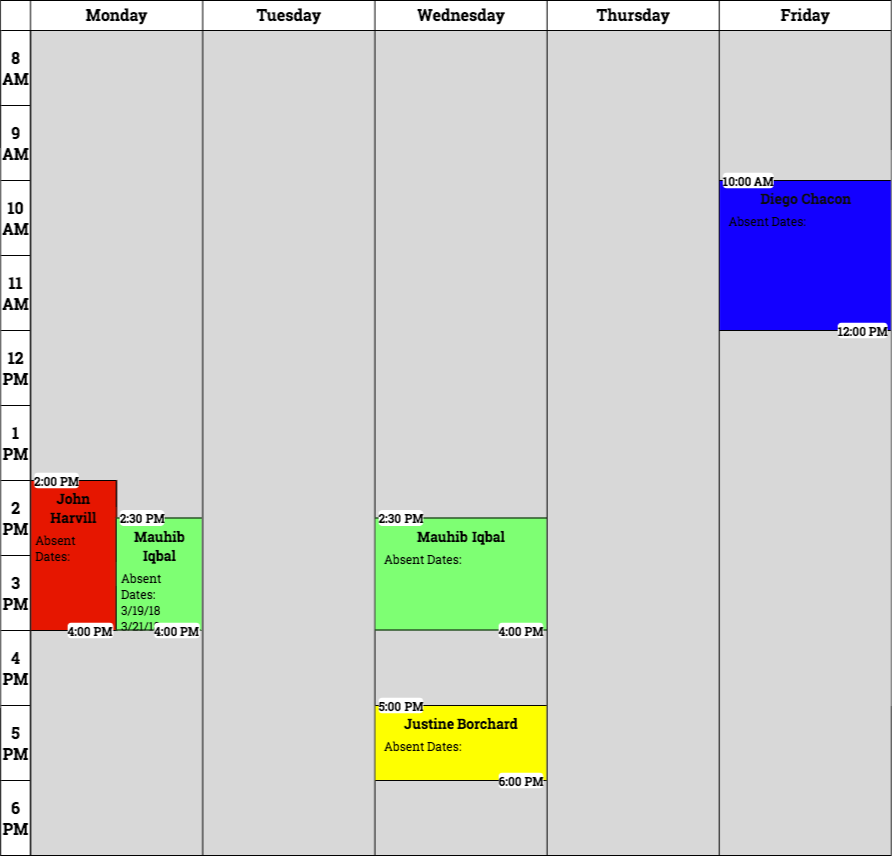 Monday
Tuesday
Wednesday
Thursday
Friday
8
AM
9
AM
10
AM
11
AM
12
PM
1
PM
2
PM
3
PM
4
PM
5
PM
6
PM
2:00 PM
John
Harvill
Absent
Dates:
4:00 PM
2:30 PM
Mauhib
Iqbal
Absent
Dates:
3/19/18
4:00 PM
2:30 PM
Mauhib Iqbal
Absent Dates:
4:00 PM
5:00 PM
Justine Borchard
Absent Dates:
6:00 PM
10:00 AM
Diego Chacon
Absent Dates:
12:00 PM